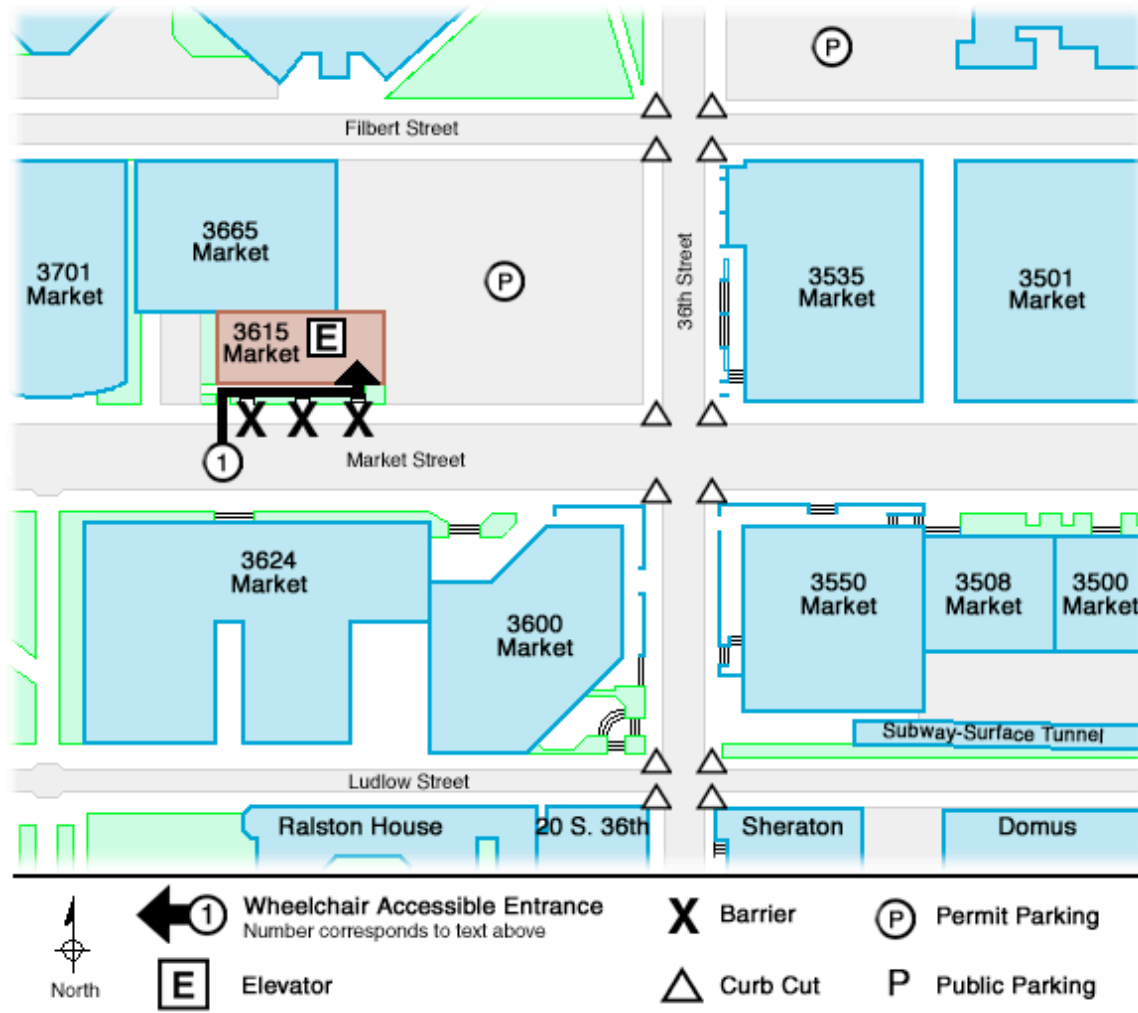 P
Filbert Street
3665
Market
3701
Market
P
36th Street
3535
Market
3501
Market
3615
Market
E
X X X
1
Market Street
3624
Market
3600
Market
3550
Market
3508
Market
3500
Market
Subway-Surface Tunnel
Ludlow Street
Ralston House
20 S. 36th
Sheraton
Domus
1 Wheelchair Accessible Entrance
Number corresponds to text above
X Barrier
P Permit Parking
North
E Elevator
Curb Cut
P Public Parking